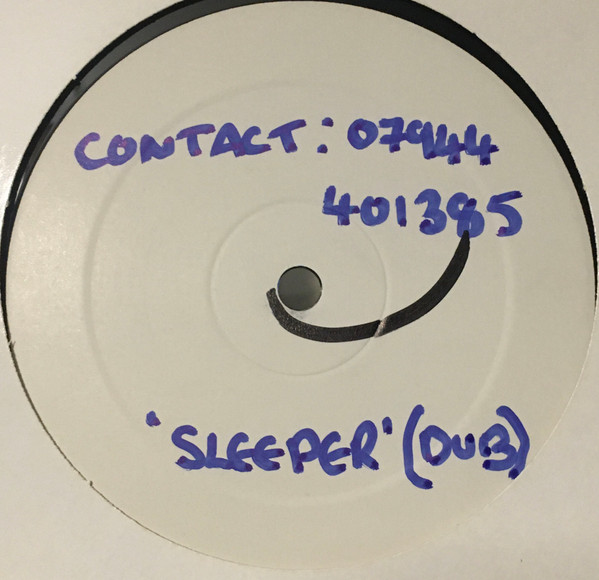 CONTACT: 07944
401385
'SLEEPER' (DUB)